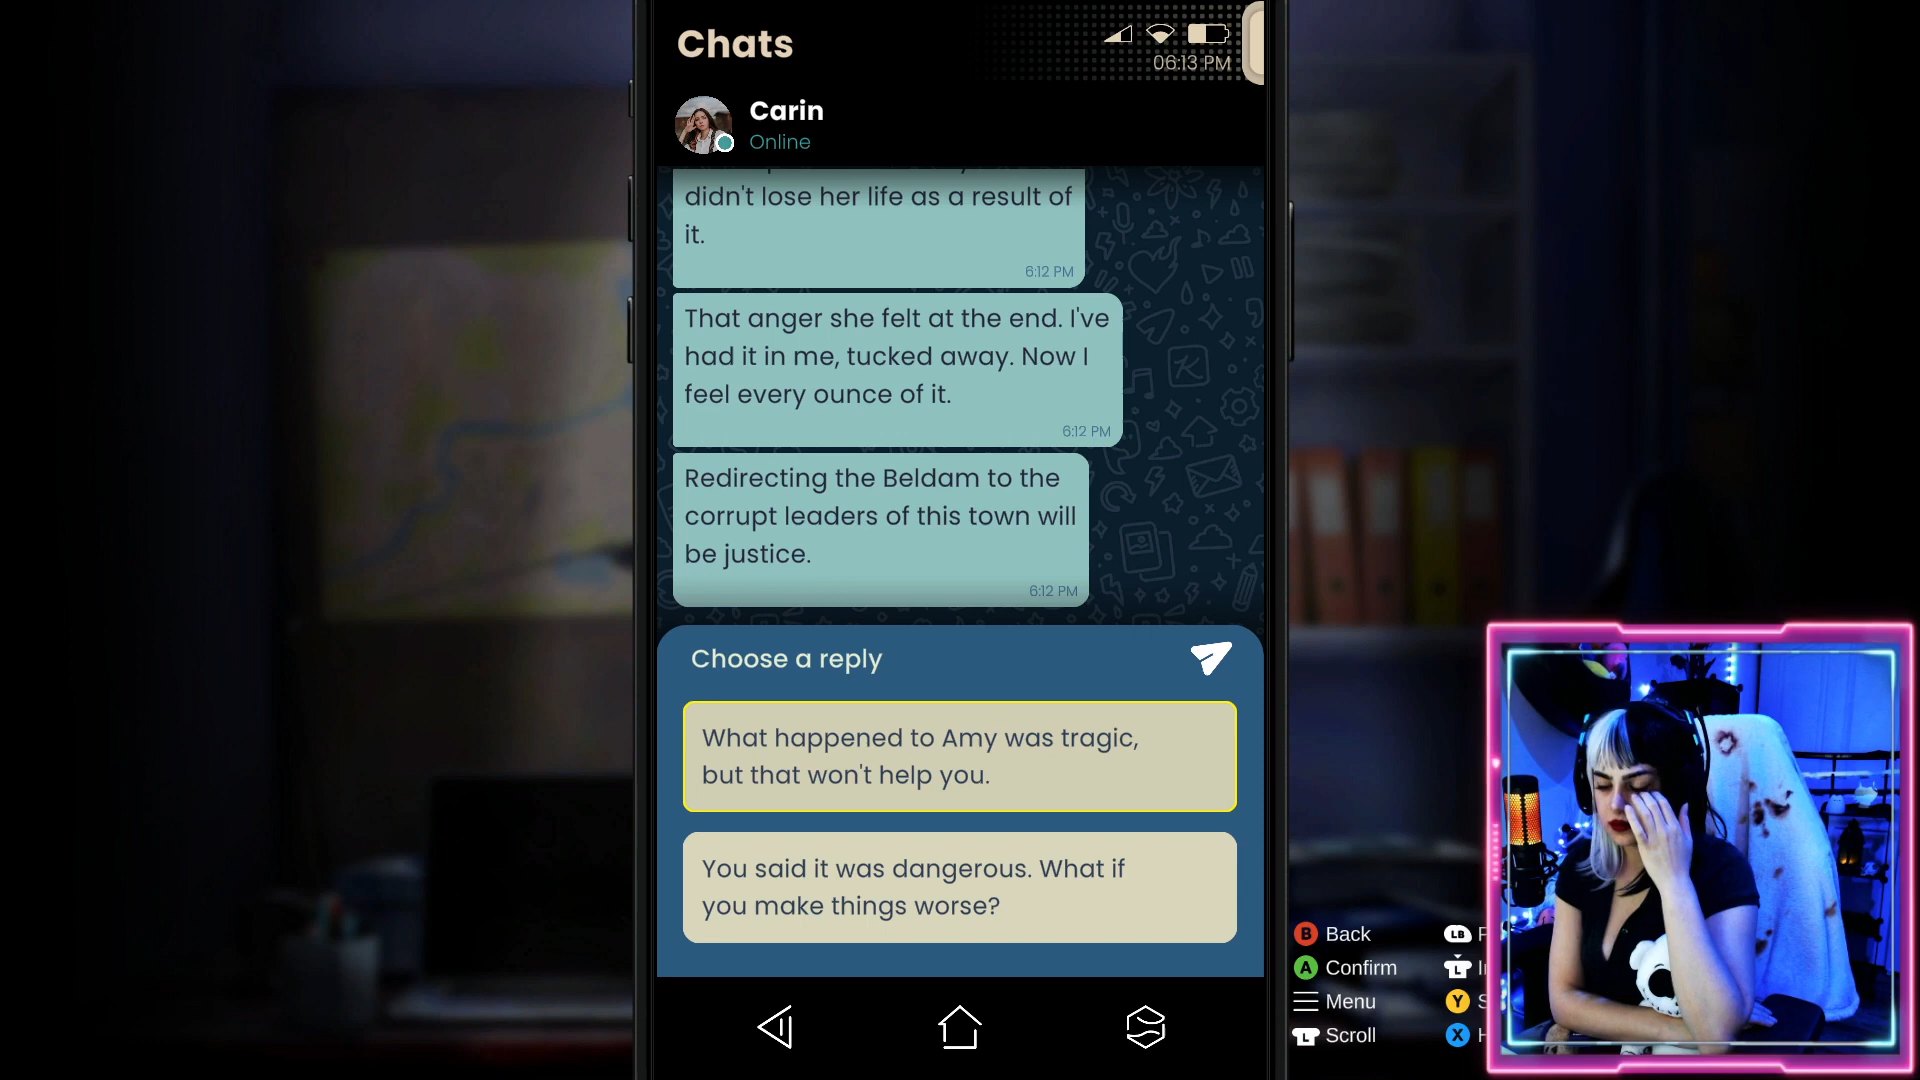 Chats
06:13 PM
Carin
Online
didn't lose her life as a result of
it.
6:12 PM
That anger she felt at the end. I've
had it in me, tucked away. Now I
feel every ounce of it.
6:12 PM
Redirecting the Beldam to the
corrupt leaders of this town will
be justice.
6:12 PM
Choose a reply
What happened to Amy was tragic,
but that won't help you.
You said it was dangerous. What if
you make things worse?
B Back
LB
A Confirm
L
Menu
Y
L Scroll
X